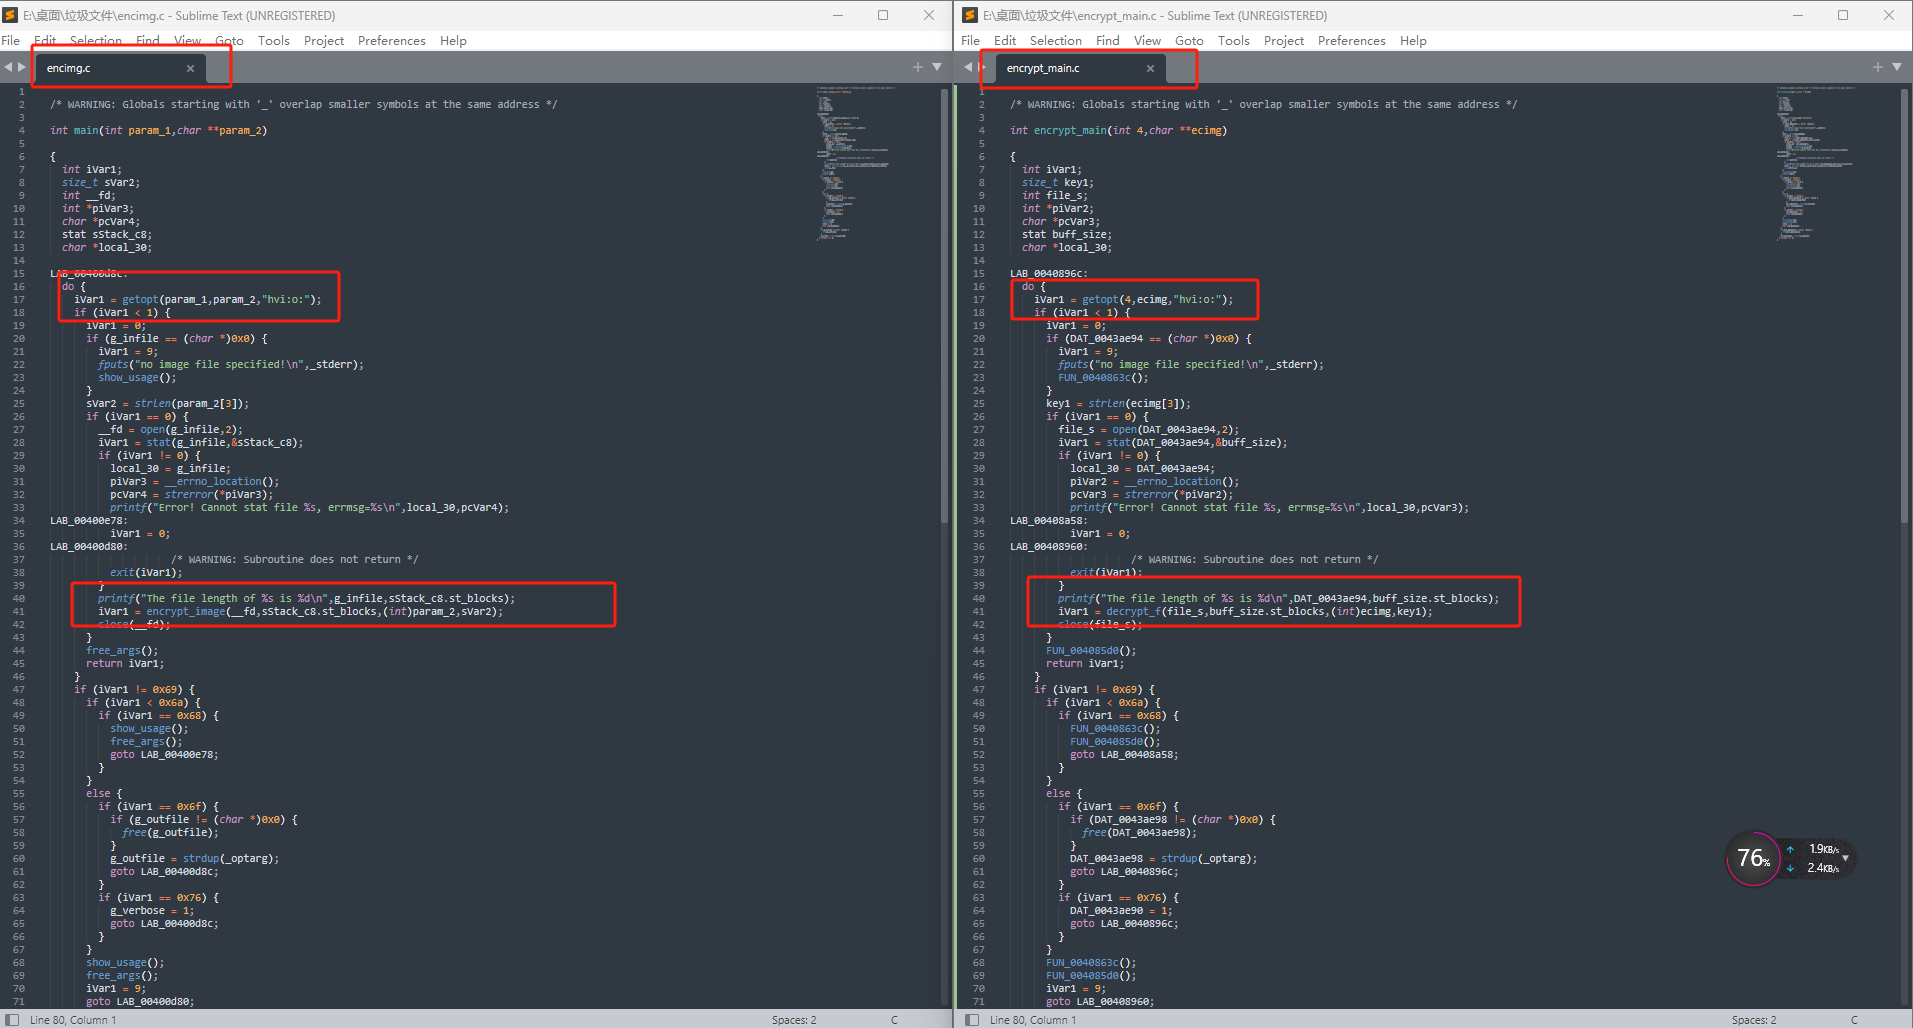 E:\桌面\垃圾文件\encimg.c - Sublime Text (UNREGISTERED)
File Edit Selection Find View Goto Tools Project Preferences Help
encimg.c
1
2 /* WARNING: Globals starting with '_' overlap smaller symbols at the same address */
3
4 int main(int param_1,char **param_2)
5
6 {
7 int iVar1;
8 size_t sVar2;
9 int __fd;
10 int *piVar3;
11 char *pcVar4;
12 stat sStack_c8;
13 char *local_30;
14
15 LAB_00400d8c:
16 do {
17 iVar1 = getopt(param_1,param_2,"hvi:o:");
18 if (iVar1 < 1) {
19 iVar1 = 0;
20 if (g_infile == (char *)0x0) {
21 iVar1 = 9;
22 fputs("no image file specified!\n",_stderr);
23 show_usage();
24 }
25 sVar2 = strlen(param_2[3]);
26 if (iVar1 == 0) {
27 __fd = open(g_infile,2);
28 iVar1 = stat(g_infile,&sStack_c8);
29 if (iVar1 != 0) {
30 local_30 = g_infile;
31 piVar3 = __errno_location();
32 pcVar4 = strerror(*piVar3);
33 printf("Error! Cannot stat file %s, errmsg=%s\n",local_30,pcVar4);
34 LAB_00400e78:
35 iVar1 = 0;
36 LAB_00400d80:
37 /* WARNING: Subroutine does not return */
38 exit(iVar1);
39 }
40 printf("The file length of %s is %d\n",g_infile,sStack_c8.st_blocks);
41 iVar1 = encrypt_image(__fd,sStack_c8.st_blocks,(int)param_2,sVar2);
42 close(__fd);
43 }
44 free_args();
45 return iVar1;
46 }
47 if (iVar1 != 0x69) {
48 if (iVar1 < 0x6a) {
49 if (iVar1 == 0x68) {
50 show_usage();
51 free_args();
52 goto LAB_00400e78;
53 }
54 }
55 else {
56 if (iVar1 == 0x6f) {
57 if (g_outfile != (char *)0x0) {
58 free(g_outfile);
59 }
60 g_outfile = strdup(_optarg);
61 goto LAB_00400d8c;
62 }
63 if (iVar1 == 0x76) {
64 g_verbose = 1;
65 goto LAB_00400d8c;
66 }
67 }
68 show_usage();
69 free_args();
70 iVar1 = 9;
71 goto LAB_00400d80;
Line 80, Column 1 Spaces: 2 C
E:\桌面\垃圾文件\encrypt_main.c - Sublime Text (UNREGISTERED)
File Edit Selection Find View Goto Tools Project Preferences Help
encrypt_main.c
1
2 /* WARNING: Globals starting with '_' overlap smaller symbols at the same address */
3
4 int encrypt_main(int 4,char **ecimg)
5
6 {
7 int iVar1;
8 size_t key1;
9 int file_s;
10 int *piVar2;
11 char *pcVar3;
12 stat buff_size;
13 char *local_30;
14
15 LAB_0040896c:
16 do {
17 iVar1 = getopt(4,ecimg,"hvi:o:");
18 if (iVar1 < 1) {
19 iVar1 = 0;
20 if (DAT_0043ae94 == (char *)0x0) {
21 iVar1 = 9;
22 fputs("no image file specified!\n",_stderr);
23 FUN_0040863c();
24 }
25 key1 = strlen(ecimg[3]);
26 if (iVar1 == 0) {
27 file_s = open(DAT_0043ae94,2);
28 iVar1 = stat(DAT_0043ae94,&buff_size);
29 if (iVar1 != 0) {
30 local_30 = DAT_0043ae94;
31 piVar2 = __errno_location();
32 pcVar3 = strerror(*piVar2);
33 printf("Error! Cannot stat file %s, errmsg=%s\n",local_30,pcVar3);
34 LAB_00408a58:
35 iVar1 = 0;
36 LAB_00408960:
37 /* WARNING: Subroutine does not return */
38 exit(iVar1);
39 }
40 printf("The file length of %s is %d\n",DAT_0043ae94,buff_size.st_blocks);
41 iVar1 = decrypt_f(file_s,buff_size.st_blocks,(int)ecimg,key1);
42 close(file_s);
43 }
44 FUN_004085d0();
45 return iVar1;
46 }
47 if (iVar1 != 0x69) {
48 if (iVar1 < 0x6a) {
49 if (iVar1 == 0x68) {
50 FUN_0040863c();
51 FUN_004085d0();
52 goto LAB_00408a58;
53 }
54 }
55 else {
56 if (iVar1 == 0x6f) {
57 if (DAT_0043ae98 != (char *)0x0) {
58 free(DAT_0043ae98);
59 }
60 DAT_0043ae98 = strdup(_optarg);
61 goto LAB_0040896c;
62 }
63 if (iVar1 == 0x76) {
64 DAT_0043ae90 = 1;
65 goto LAB_0040896c;
66 }
67 }
68 FUN_0040863c();
69 FUN_004085d0();
70 iVar1 = 9;
71 goto LAB_00408960;
76%
1.9KB/s
2.4KB/s
Line 80, Column 1 Spaces: 2 C